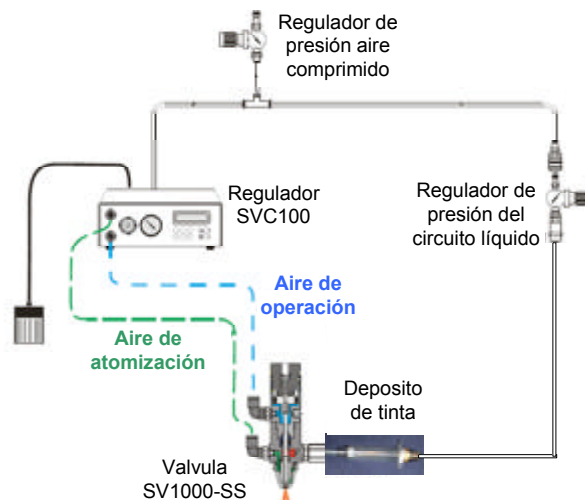 Regulador de
presión aire
comprimido
Regulador
SVC100
Regulador de
presión del
circuito líquido
Aire de
operación
Aire de
atomización
Deposito
de tinta
Valvula
SV1000-SS